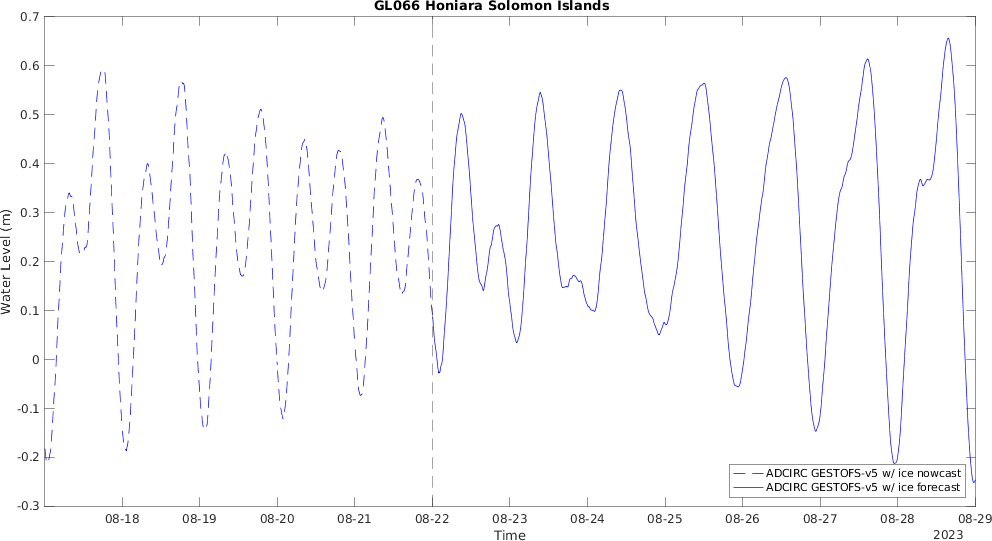 GL066 Honiara Solomon Islands
Water Level (m)
0.7
0.6
0.5
0.4
0.3
0.2
0.1
0
-0.1
-0.2
-0.3
ADCIRC GESTOFS-v5 w/ ice nowcast
ADCIRC GESTOFS-v5 w/ ice forecast
08-18 08-19 08-20 08-21 08-22 08-23 08-24 08-25 08-26 08-27 08-28 08-29
Time
2023